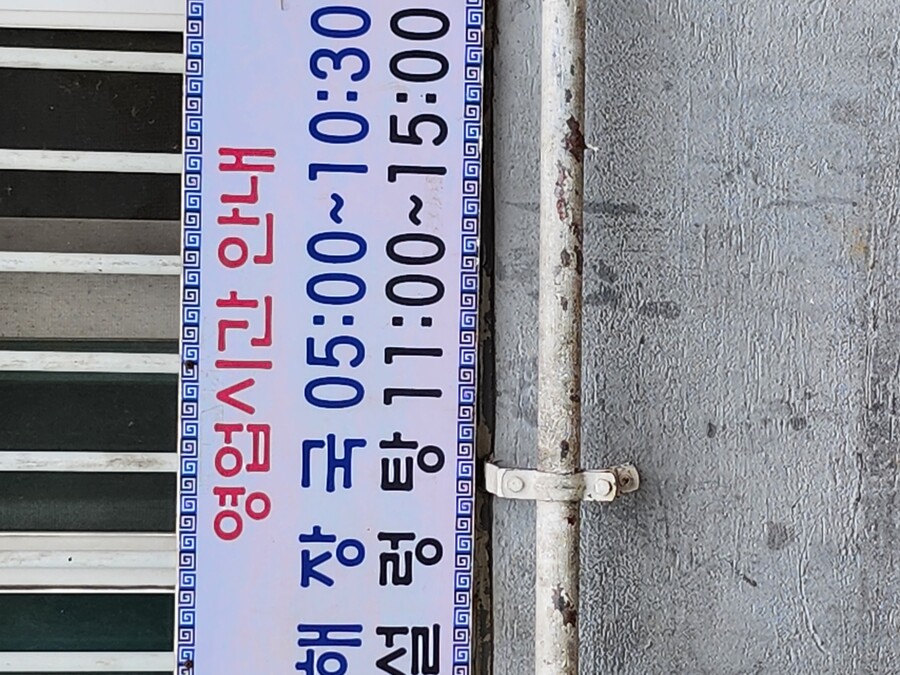 영업시간 안내
해 장 국 05:00~10:30
설 렁 탕 11:00~15:00